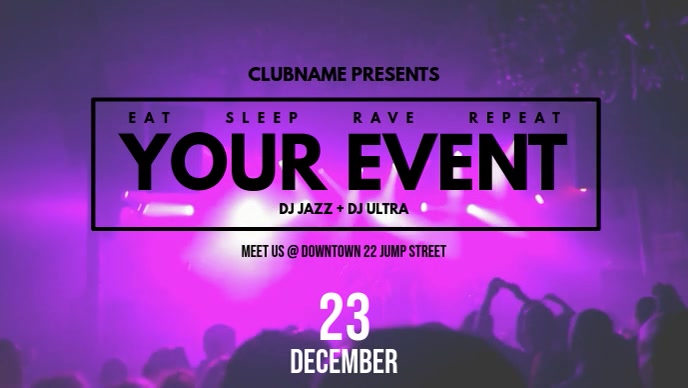 CLUBNAME PRESENTS
EAT SLEEP RAVE REPEAT
YOUR EVENT
DJ JAZZ + DJ ULTRA
MEET US @ DOWNTOWN 22 JUMP STREET
23
DECEMBER